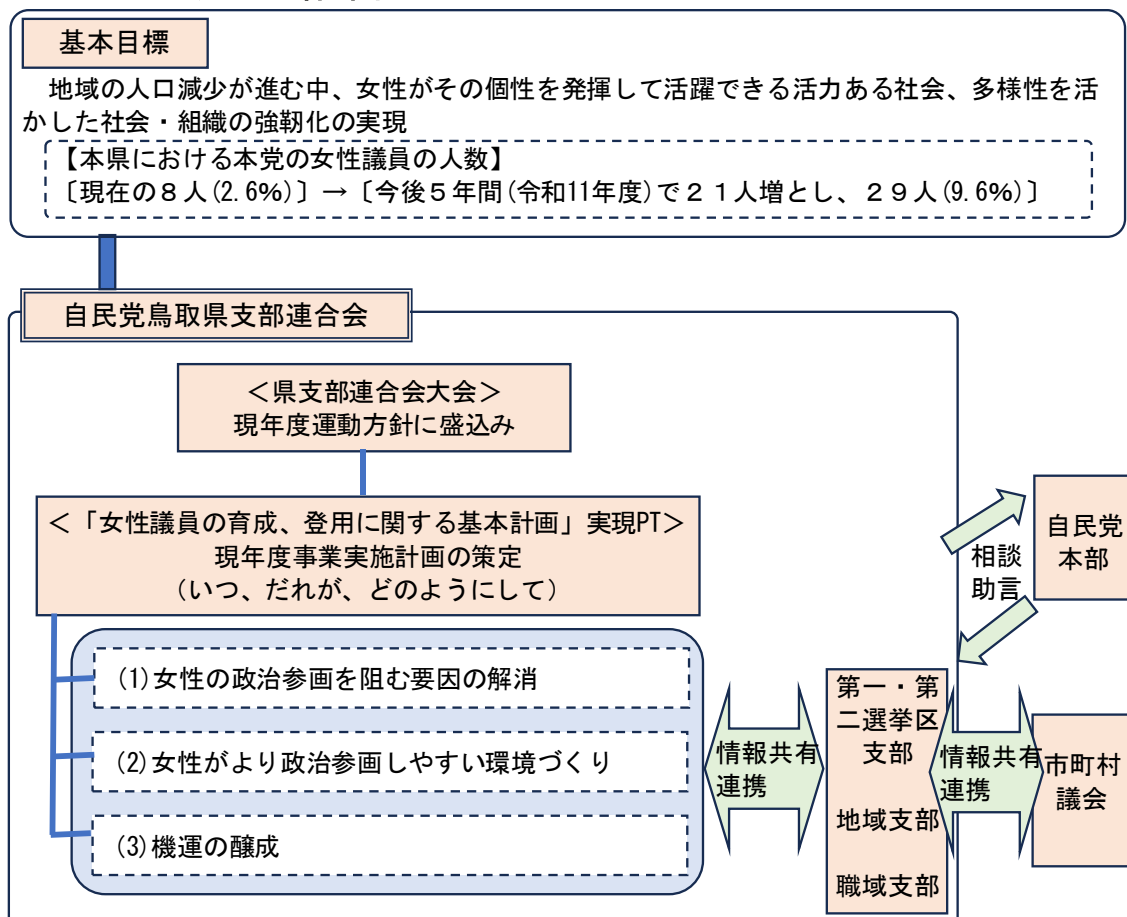 基本目標
地域の人口減少が進む中、女性がその個性を発揮して活躍できる活力ある社会、多様性を活
かした社会・組織の強靭化の実現
【本県における本党の女性議員の人数】
〔現在の８人(2.6%)〕→〔今後５年間(令和11年度)で２１人増とし、２９人(9.6%)〕
自民党鳥取県支部連合会
＜県支部連合会大会＞
現年度運動方針に盛込み
＜「女性議員の育成、登用に関する基本計画」実現PT＞
現年度事業実施計画の策定
(いつ、だれが、どのようにして)
(1)女性の政治参画を阻む要因の解消
(2)女性がより政治参画しやすい環境づくり
(3)機運の醸成
情報共有
連携
第一・第
二選挙区
支部
地域支部
職域支部
相談
助言
自民党
本部
情報共有
連携
市町村
議会